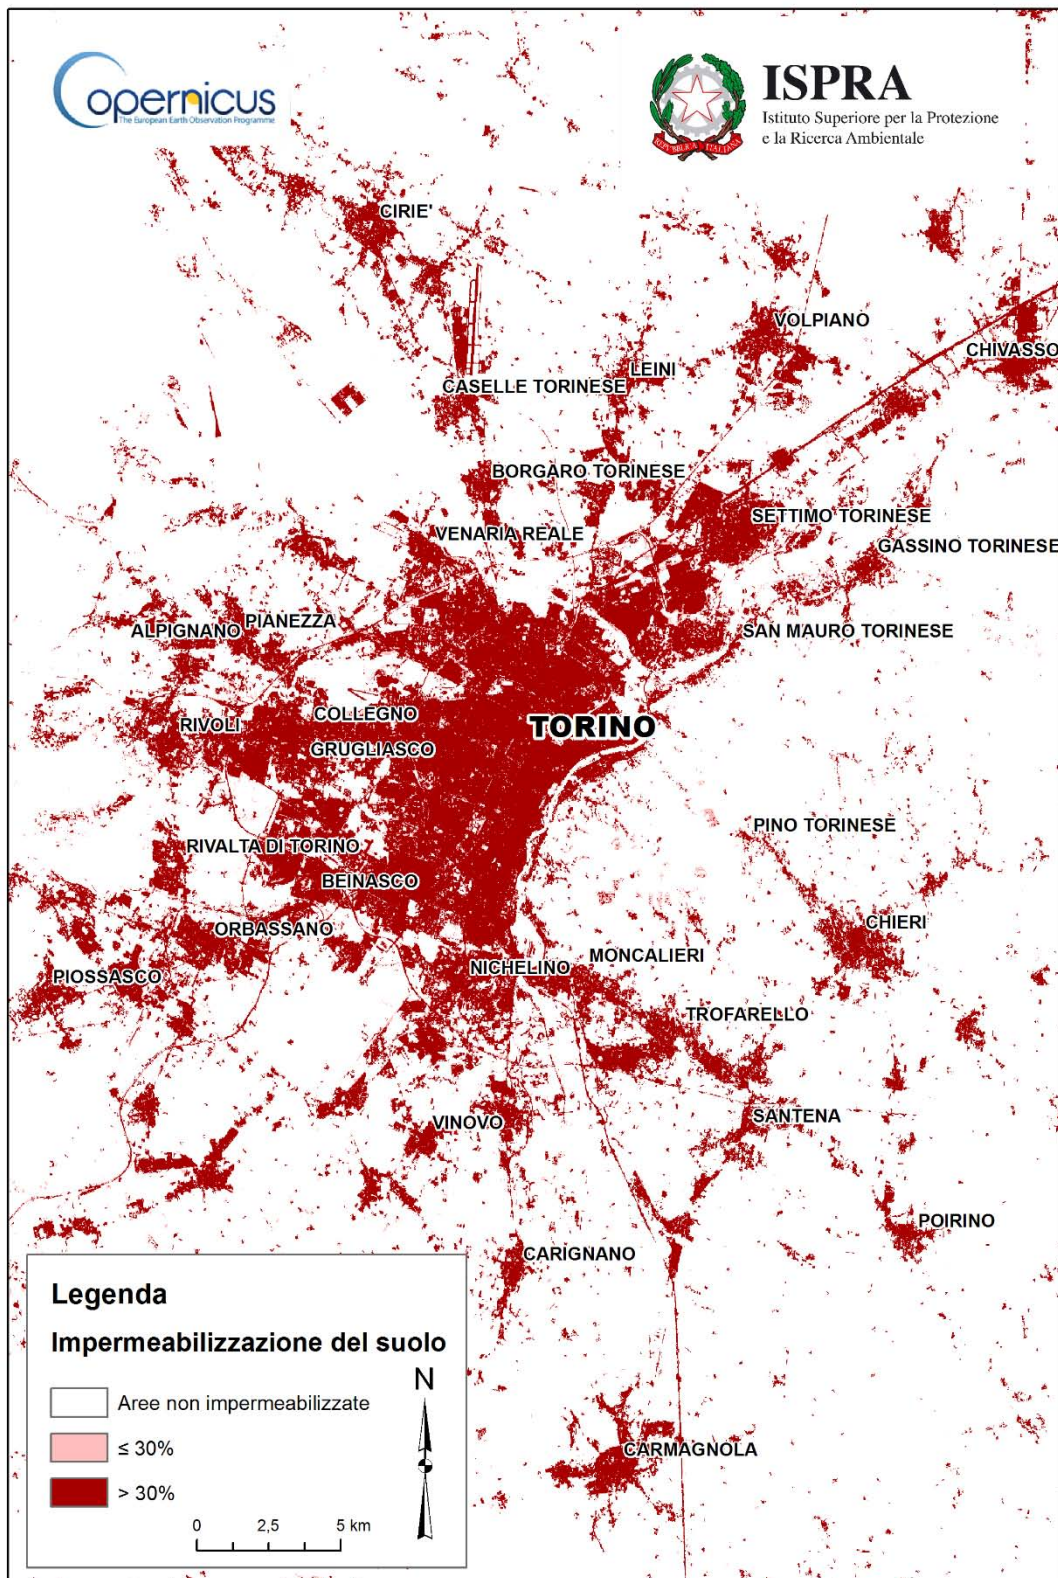 Copernicus
The European Earth Observation Programme
REPVBBLICA ITALIANA
ISPRA
Istituto Superiore per la Protezione
e la Ricerca Ambientale
CIRIE'
VOLPIANO
CHIVASSO
LEINI
CASELLE TORINESE
BORGARO TORINESE
SETTIMO TORINESE
VENARIA REALE
GASSINO TORINESE
PIANEZZA
ALPIGNANO
SAN MAURO TORINESE
COLLEGNO
RIVOLI
TORINO
GRUGLIASCO
PINO TORINESE
RIVALTA DI TORINO
BEINASCO
CHIERI
ORBASSANO
MONCALIERI
NICHELINO
PIOSSASCO
TROFARELLO
SANTENA
VINOVO
POIRINO
CARIGNANO
CARMAGNOLA
Legenda
Impermeabilizzazione del suolo
Aree non impermeabilizzate
≤ 30%
> 30%
N
0 2,5 5 km